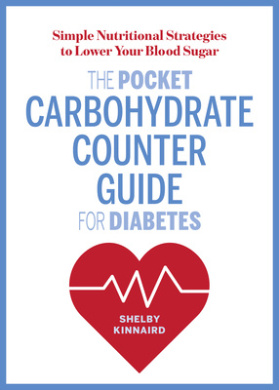 Simple Nutritional Strategies
to Lower Your Blood Sugar
THE POCKET
CARBOHYDRATE
COUNTER
GUIDE
FOR DIABETES
SHELBY
KINNAIRD